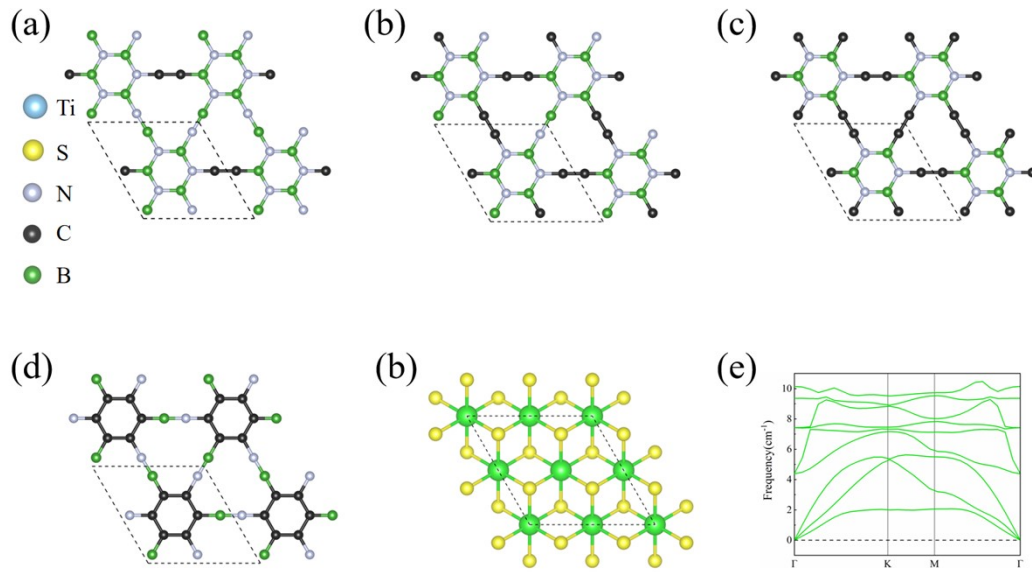 (a)
(b)
(c)
Ti
S
N
C
B
(d)
(b)
(e)
Frequency(cm⁻¹)
10
8
6
4
2
0
Γ K M Γ